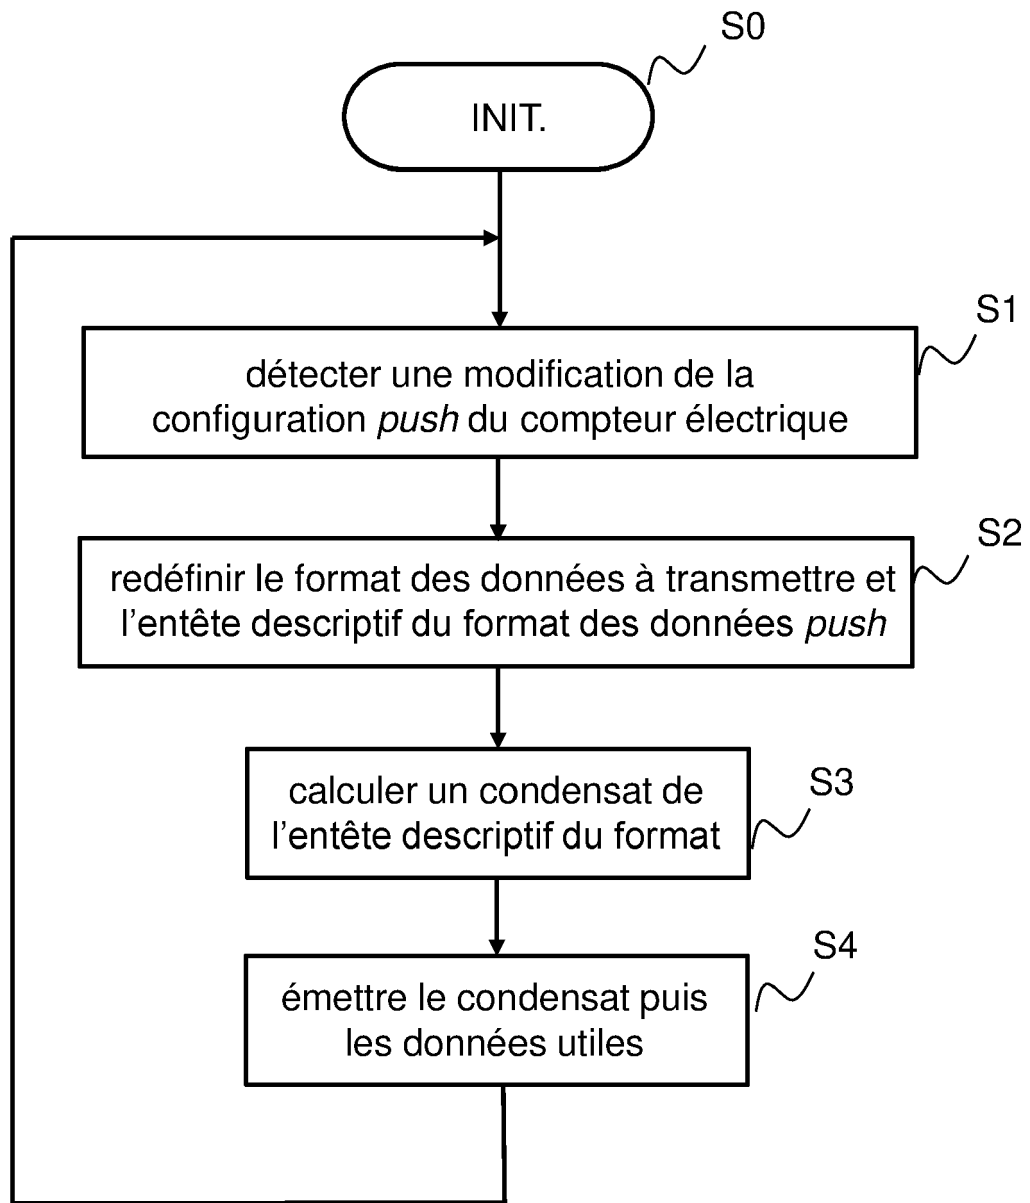 S0
INIT.
S1
détecter une modification de la
configuration push du compteur électrique
S2
redéfinir le format des données à transmettre et
l'entête descriptif du format des données push
S3
calculer un condensat de
l'entête descriptif du format
S4
émettre le condensat puis
les données utiles